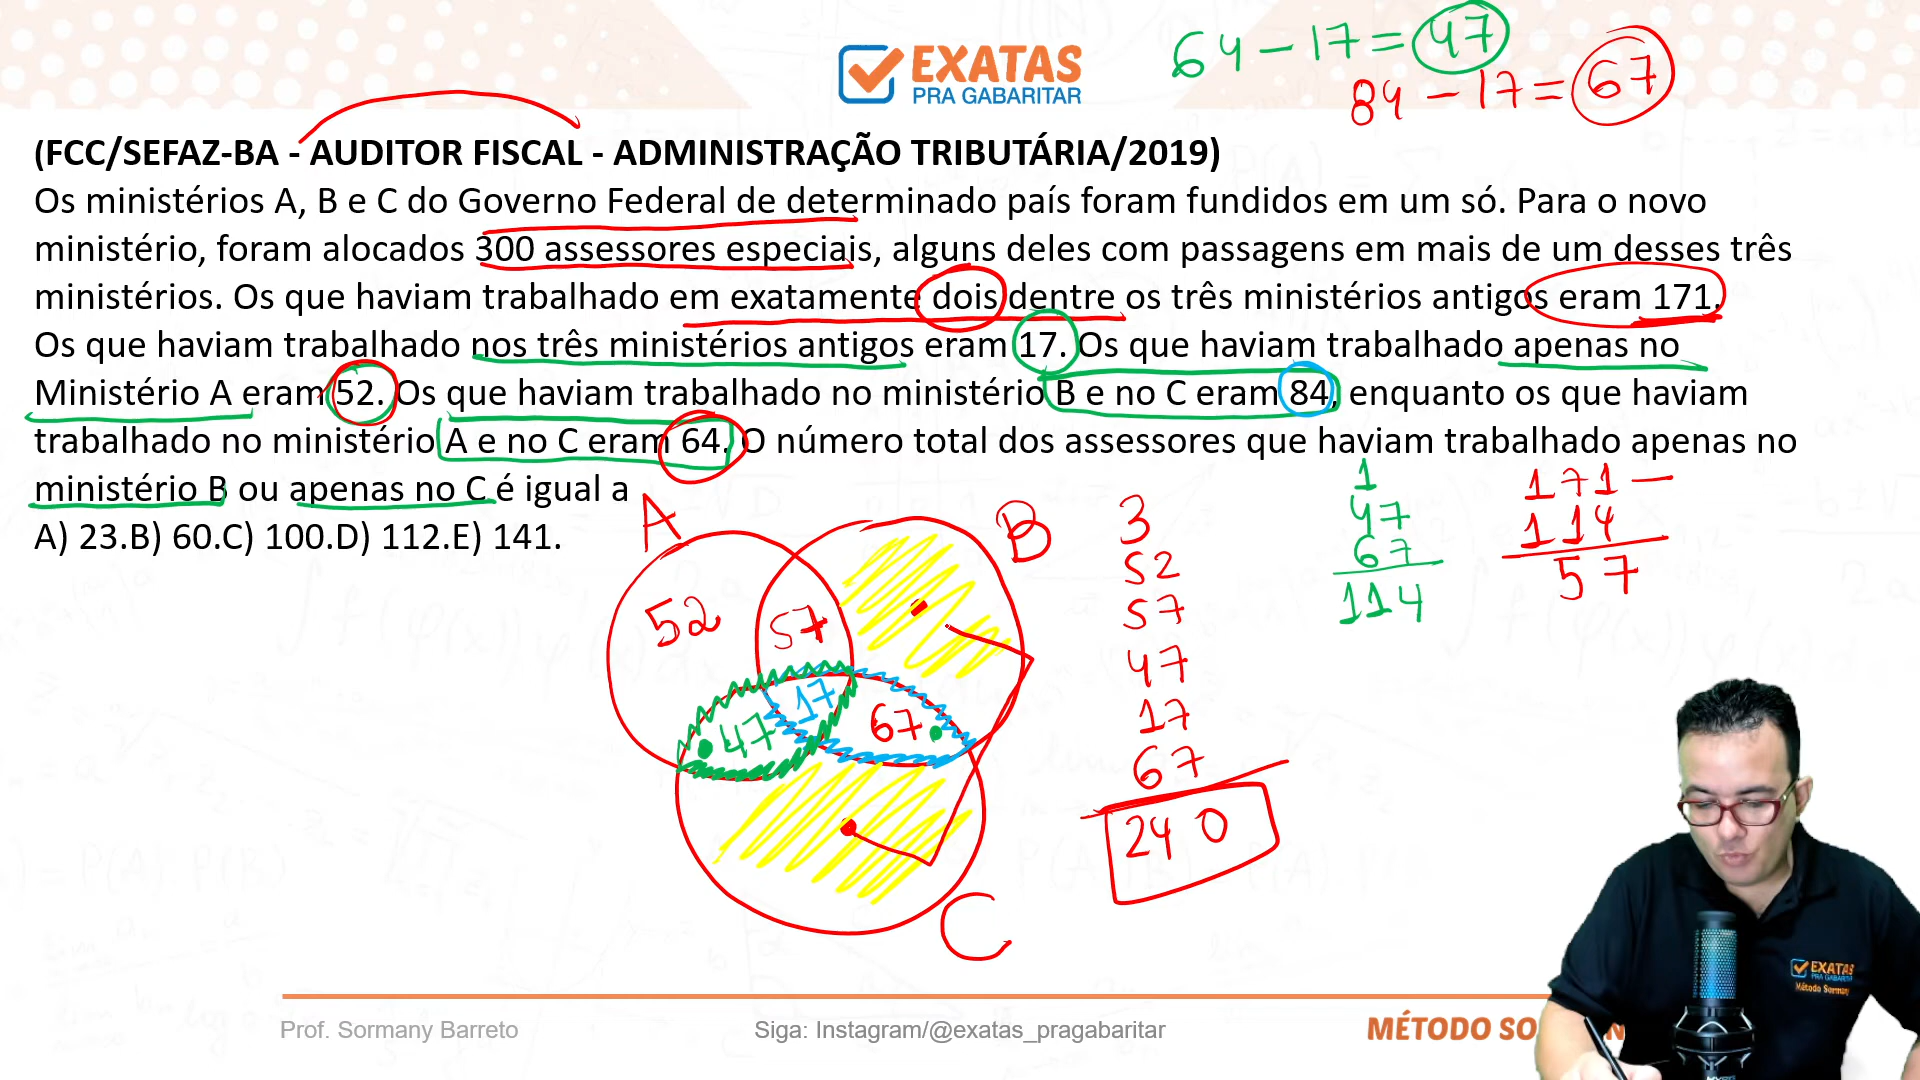 64 - 17 = 47
84 - 17 = 67
EXATAS
PRA GABARITAR
(FCC/SEFAZ-BA - AUDITOR FISCAL - ADMINISTRAÇÃO TRIBUTÁRIA/2019)
Os ministérios A, B e C do Governo Federal de determinado país foram fundidos em um só. Para o novo
ministério, foram alocados 300 assessores especiais, alguns deles com passagens em mais de um desses três
ministérios. Os que haviam trabalhado em exatamente dois dentre os três ministérios antigos eram 171.
Os que haviam trabalhado nos três ministérios antigos eram 17. Os que haviam trabalhado apenas no
Ministério A eram 52. Os que haviam trabalhado no ministério B e no C eram 84, enquanto os que haviam
trabalhado no ministério A e no C eram 64. O número total dos assessores que haviam trabalhado apenas no
ministério B ou apenas no C é igual a
A) 23.B) 60.C) 100.D) 112.E) 141.
A
B
52
57
17
47
67
C
3
52
57
47
17
67
240
1
47
67
114
171 -
114
57
EXATAS
PRA GABARITAR
Método Sormany
Prof. Sormany Barreto
Siga: Instagram/@exatas_pragabaritar
MÉTODO SO
N